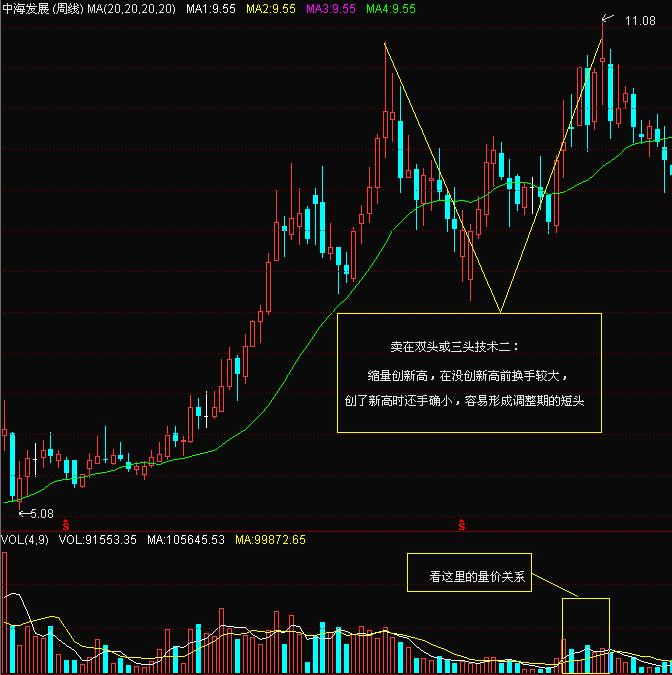 中海发展(周线) MA(20,20,20,20) MA1:9.55 MA2:9.55 MA3:9.55 MA4:9.55
11.08
卖在双头或三头技术二：
缩量创新高，在没创新高前换手较大，
创了新高时还手确小，容易形成调整期的短头
5.08
S S
VOL(4,9) VOL:91553.35 MA:105645.53 MA:99872.65
看这里的量价关系